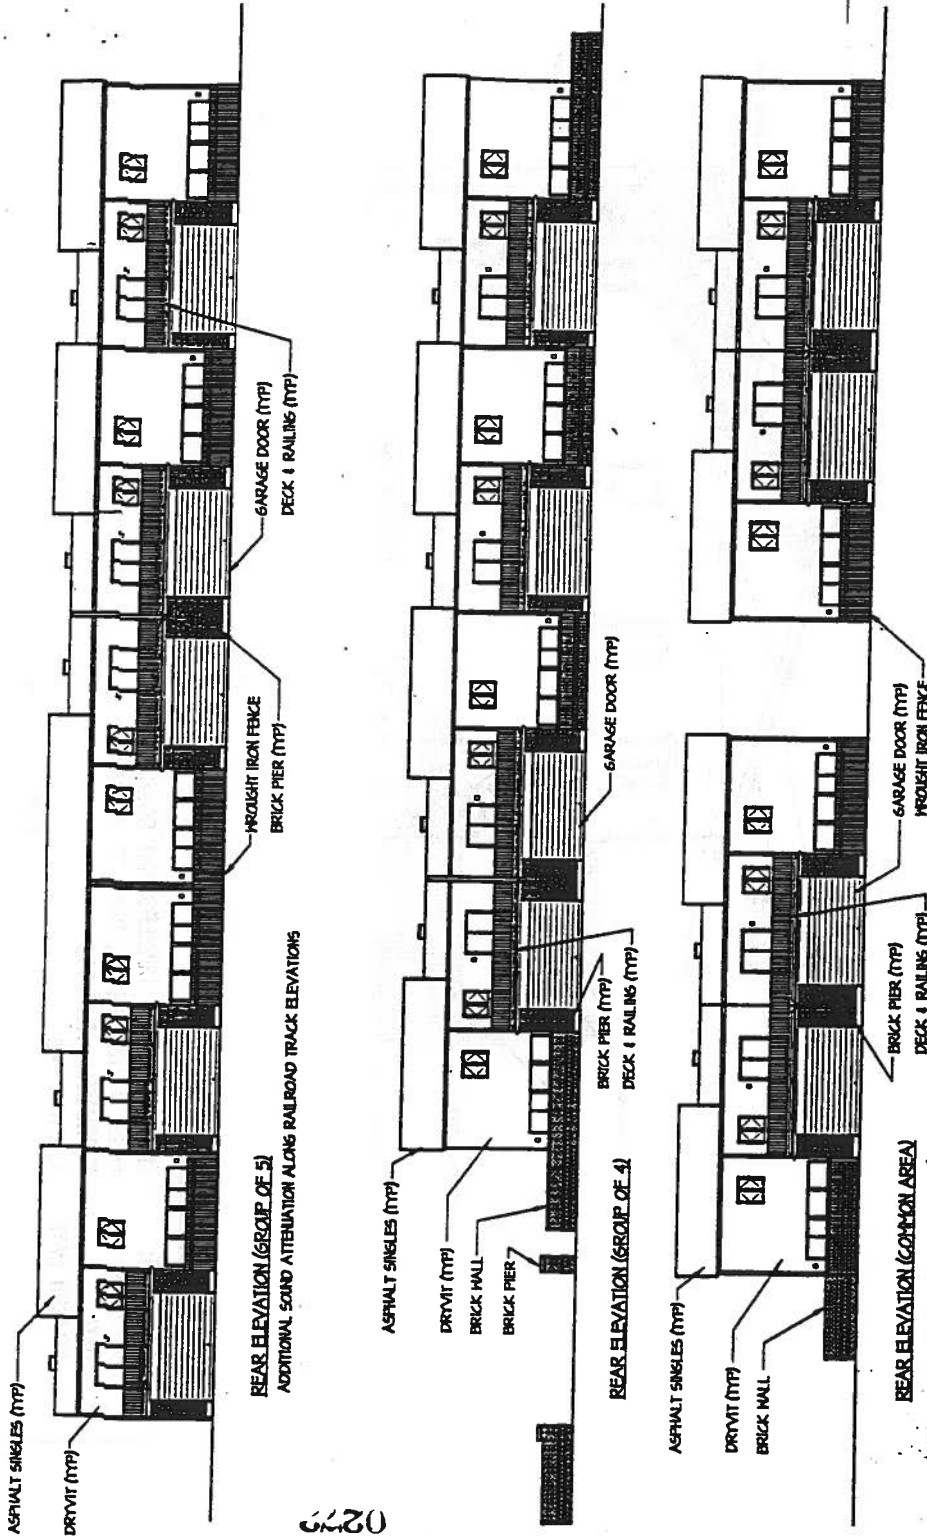 ASPHALT SINGLES (TYP)
DRYVIT (TYP)
WROUGHT IRON FENCE
BRICK PIER (TYP)
GARAGE DOOR (TYP)
DECK & RAILING (TYP)
REAR ELEVATION (GROUP OF 5)
ADDITIONAL SOUND ATTENUATION ALONG RAILROAD TRACK ELEVATIONS
ASPHALT SINGLES (TYP)
DRYVIT (TYP)
BRICK WALL
BRICK PIER
BRICK PIER (TYP)
DECK & RAILING (TYP)
GARAGE DOOR (TYP)
REAR ELEVATION (GROUP OF 4)
ASPHALT SINGLES (TYP)
DRYVIT (TYP)
BRICK WALL
BRICK PIER (TYP)
DECK & RAILING (TYP)
GARAGE DOOR (TYP)
WROUGHT IRON FENCE
REAR ELEVATION (COMMON AREA)